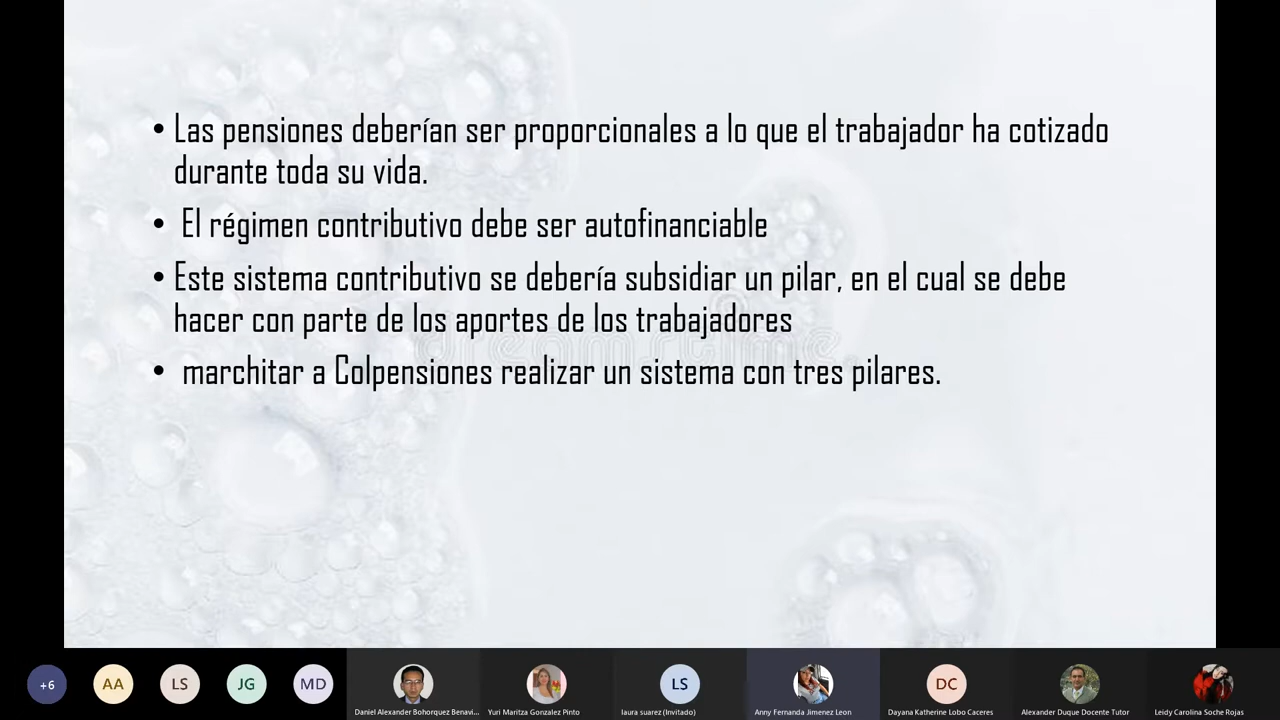 • Las pensiones deberían ser proporcionales a lo que el trabajador ha cotizado
durante toda su vida.
• El régimen contributivo debe ser autofinanciable
• Este sistema contributivo se debería subsidiar un pilar, en el cual se debe
hacer con parte de los aportes de los trabajadores
• marchitar a Colpensiones realizar un sistema con tres pilares.
dreamstime
+6 AA LS JG MD LS DC
Daniel Alexander Bohorquez Benavi... Yuri Maritza Gonzalez Pinto laura suarez (Invitado) Anny Fernanda Jimenez Leon Dayana Katherine Lobo Caceres Alexander Duque Docente Tutor Leidy Carolina Soche Rojas